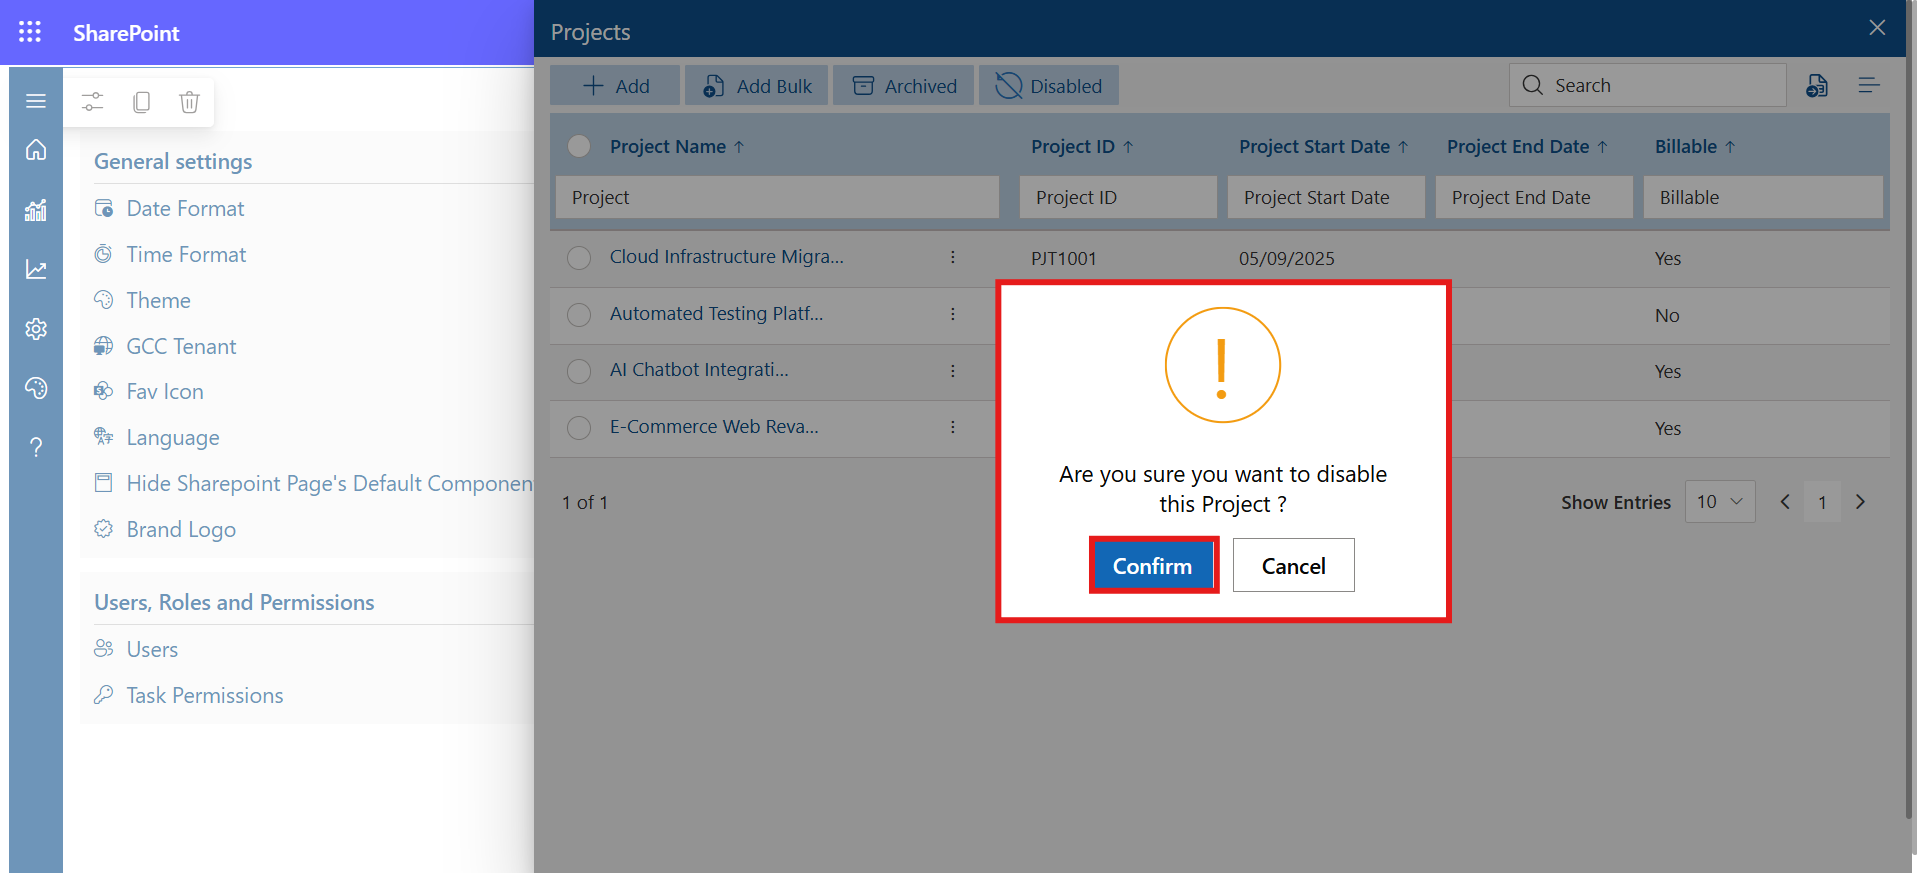 SharePoint
Projects
Add
Add Bulk
Archived
Disabled
Search
General settings
Date Format
Time Format
Theme
GCC Tenant
Fav Icon
Language
Hide Sharepoint Page's Default Componen
Brand Logo
Users, Roles and Permissions
Users
Task Permissions
Project Name ↑ Project ID ↑ Project Start Date ↑ Project End Date ↑ Billable ↑
Project Project ID Project Start Date Project End Date Billable
Cloud Infrastructure Migra... PJT1001 05/09/2025 Yes
Automated Testing Platf... No
AI Chatbot Integrati... Yes
E-Commerce Web Reva... Yes
1 of 1
Show Entries 10 1
!
Are you sure you want to disable
this Project ?
Confirm Cancel